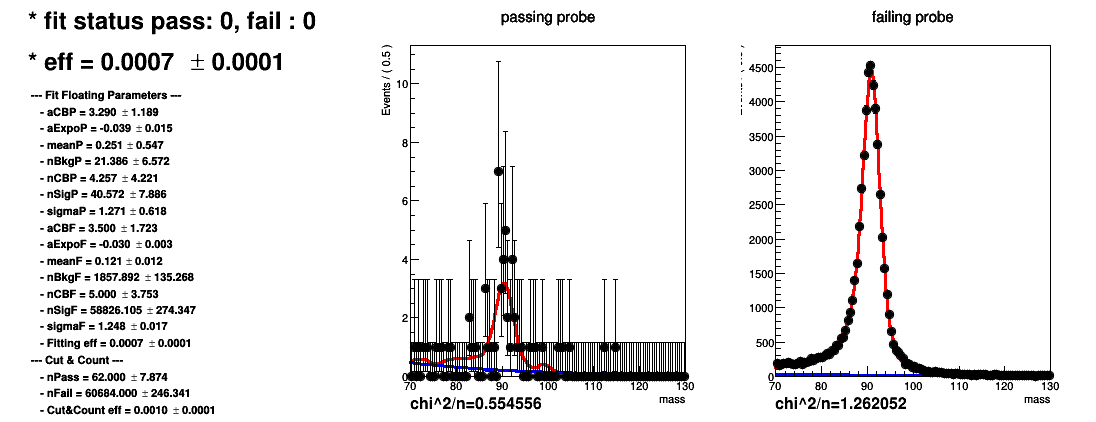 * fit status pass: 0, fail : 0
* eff = 0.0007 ± 0.0001
--- Fit Floating Parameters ---
- aCBP = 3.290 ± 1.189
- aExpoP = -0.039 ± 0.015
- meanP = 0.251 ± 0.547
- nBkgP = 21.386 ± 6.572
- nCBP = 4.257 ± 4.221
- nSigP = 40.572 ± 7.886
- sigmaP = 1.271 ± 0.618
- aCBF = 3.500 ± 1.723
- aExpoF = -0.030 ± 0.003
- meanF = 0.121 ± 0.012
- nBkgF = 1857.892 ± 135.268
- nCBF = 5.000 ± 3.753
- nSigF = 58826.105 ± 274.347
- sigmaF = 1.248 ± 0.017
- Fitting eff = 0.0007 ± 0.0001
--- Cut & Count ---
- nPass = 62.000 ± 7.874
- nFail = 60684.000 ± 246.341
- Cut&Count eff = 0.0010 ± 0.0001
passing probe
Events / ( 0.5 )
10
8
6
4
2
0
70 80 90 100 110 120 130
mass
chi^2/n=0.554556
failing probe
4500
4000
3500
3000
2500
2000
1500
1000
500
0
70 80 90 100 110 120 130
mass
chi^2/n=1.262052